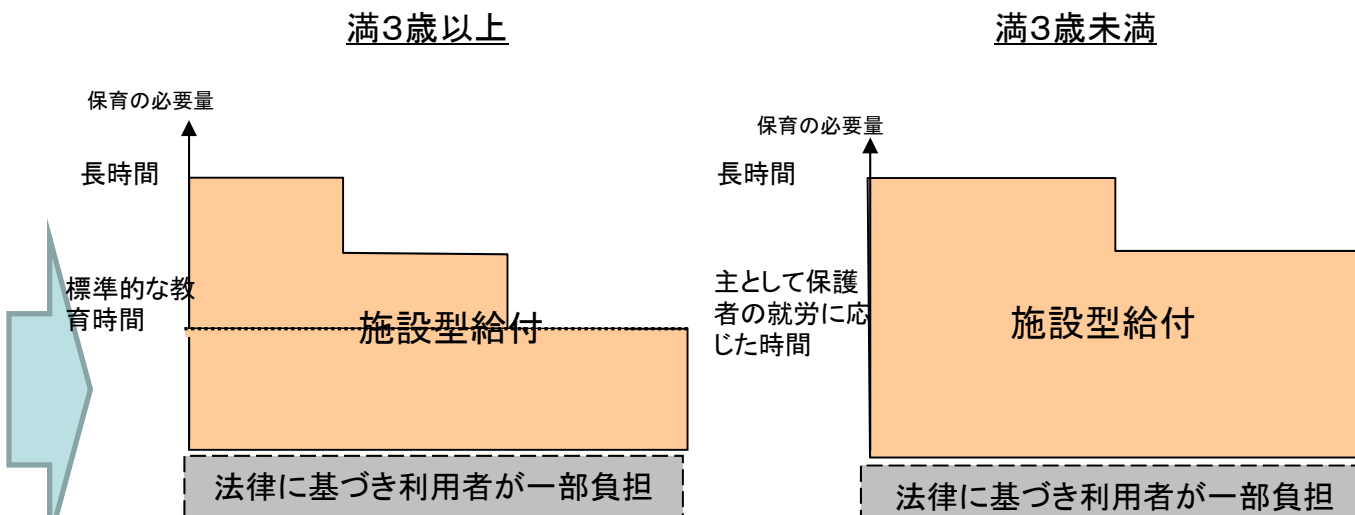 満３歳以上
保育の必要量
長時間
標準的な教
育時間
施設型給付
法律に基づき利用者が一部負担
満３歳未満
保育の必要量
長時間
主として保護
者の就労に応
じた時間
施設型給付
法律に基づき利用者が一部負担